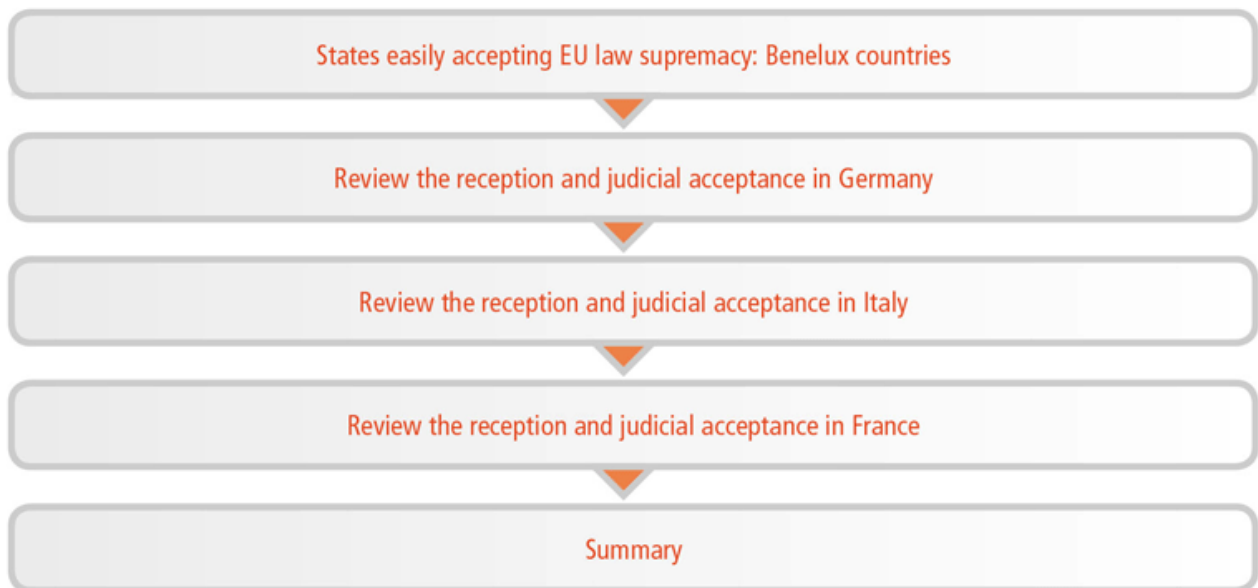 States easily accepting EU law supremacy: Benelux countries
Review the reception and judicial acceptance in Germany
Review the reception and judicial acceptance in Italy
Review the reception and judicial acceptance in France
Summary